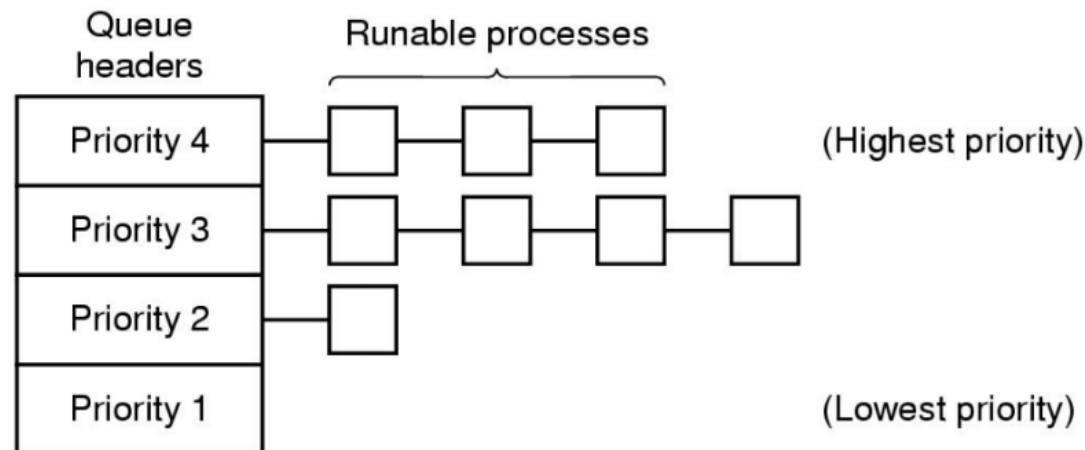 Queue
headers
Runable processes
Priority 4
(Highest priority)
Priority 3
Priority 2
Priority 1
(Lowest priority)